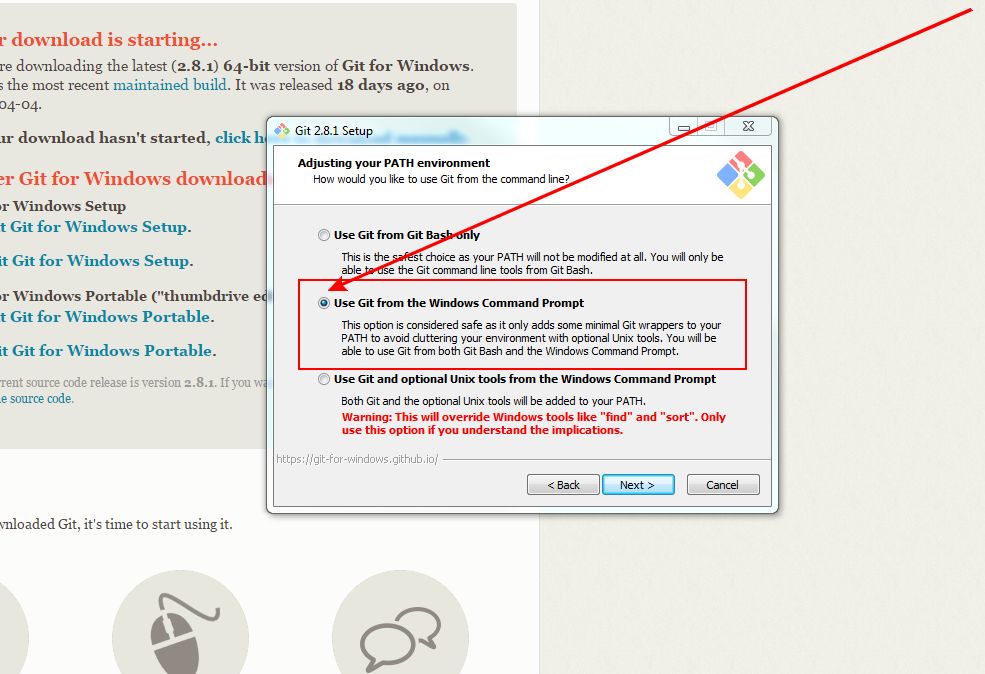 r download is starting...
re downloading the latest (2.8.1) 64-bit version of Git for Windows.
s the most recent maintained build. It was released 18 days ago, on
04-04.
ur download hasn't started, click
er Git for Windows download
or Windows Setup
it Git for Windows Setup.
it Git for Windows Setup.
or Windows Portable ("thumbdrive ed
it Git for Windows Portable.
it Git for Windows Portable.
rrent source code release is version 2.8.1. If you wa
he source code.
wnloaded Git, it's time to start using it.
Git 2.8.1 Setup
Adjusting your PATH environment
How would you like to use Git from the command line?
Use Git from Git Bash only
This is the safest choice as your PATH will not be modified at all. You will only be
able to use the Git command line tools from Git Bash.
Use Git from the Windows Command Prompt
This option is considered safe as it only adds some minimal Git wrappers to your
PATH to avoid cluttering your environment with optional Unix tools. You will be
able to use Git from both Git Bash and the Windows Command Prompt.
Use Git and optional Unix tools from the Windows Command Prompt
Both Git and the optional Unix tools will be added to your PATH.
Warning: This will override Windows tools like "find" and "sort". Only
use this option if you understand the implications.
https://git-for-windows.github.io/
< Back
Next >
Cancel